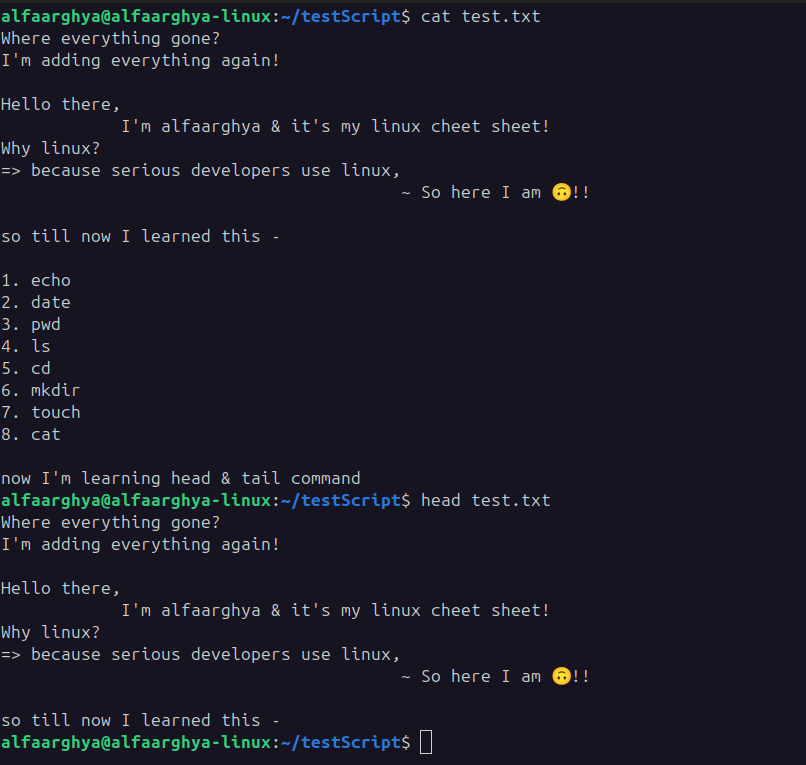 alfaarghya@alfaarghya-linux:~/testScript$ cat test.txt
Where everything gone?
I'm adding everything again!

Hello there,
            I'm alfaarghya & it's my linux cheet sheet!
Why linux?
=> because serious developers use linux,
                                        ~ So here I am 🙃!!

so till now I learned this -

1. echo
2. date
3. pwd
4. ls
5. cd
6. mkdir
7. touch
8. cat

now I'm learning head & tail command
alfaarghya@alfaarghya-linux:~/testScript$ head test.txt
Where everything gone?
I'm adding everything again!

Hello there,
            I'm alfaarghya & it's my linux cheet sheet!
Why linux?
=> because serious developers use linux,
                                        ~ So here I am 🙃!!

so till now I learned this -
alfaarghya@alfaarghya-linux:~/testScript$